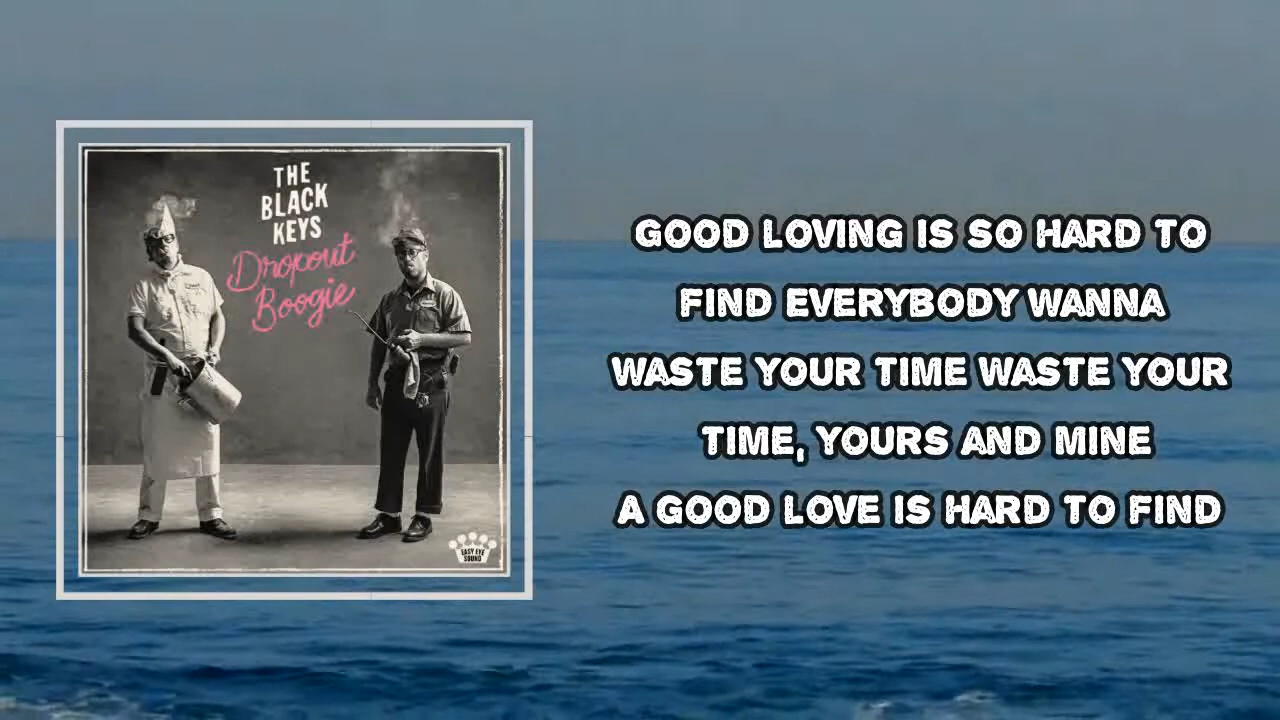 THE
BLACK
KEYS
Dropout
Boogie
EASY EYE
SOUND
GOOD LOVING IS SO HARD TO
FIND EVERYBODY WANNA
WASTE YOUR TIME WASTE YOUR
TIME, YOURS AND MINE
A GOOD LOVE IS HARD TO FIND